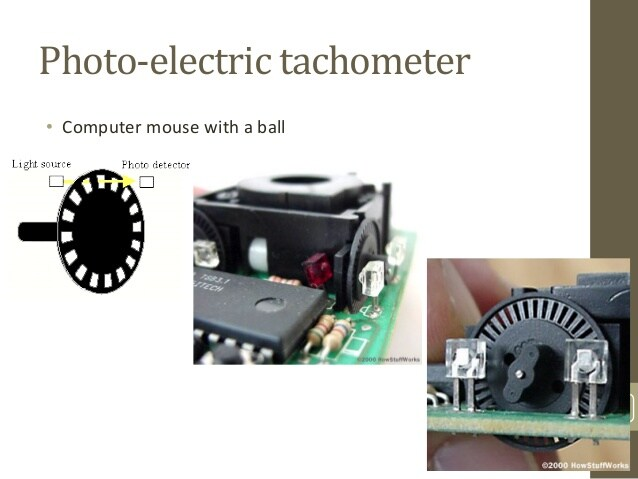 Photo-electric tachometer
• Computer mouse with a ball
Light source
Photo detector
©2000 HowStuffWorks
©2000 HowStuffWorks